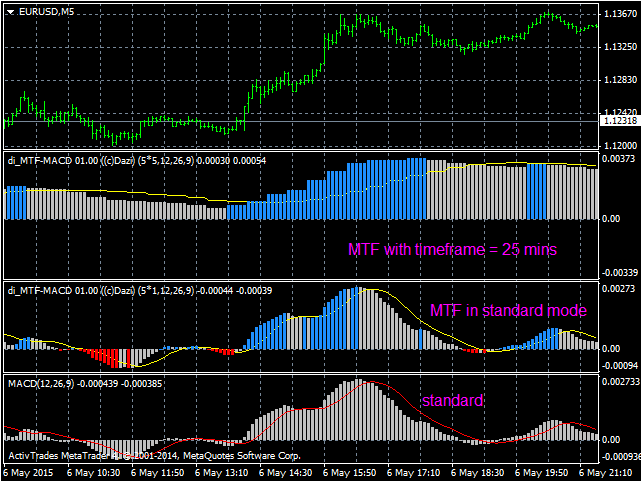 EURUSD,M5
1.13670
1.13250
1.12830
1.12420
1.12318
1.12000
di_MTF-MACD 01.00 ((c)Dazi) (5*5,12,26,9) 0.00030 0.00054
0.00373
0.00
MTF with timeframe = 25 mins
-0.00339
di_MTF-MACD 01.00 ((c)Dazi) (5*1,12,26,9) -0.00044 -0.00039
0.00273
MTF in standard mode
0.00
-0.00094
MACD(12,26,9) -0.000439 -0.000385
0.002733
standard
0.00
ActivTrades MetaTrader 2001-2014, MetaQuotes Software Corp.
-0.000936
6 May 2015 6 May 10:30 6 May 11:50 6 May 13:10 6 May 14:30 6 May 15:50 6 May 17:10 6 May 18:30 6 May 19:50 6 May 21:10